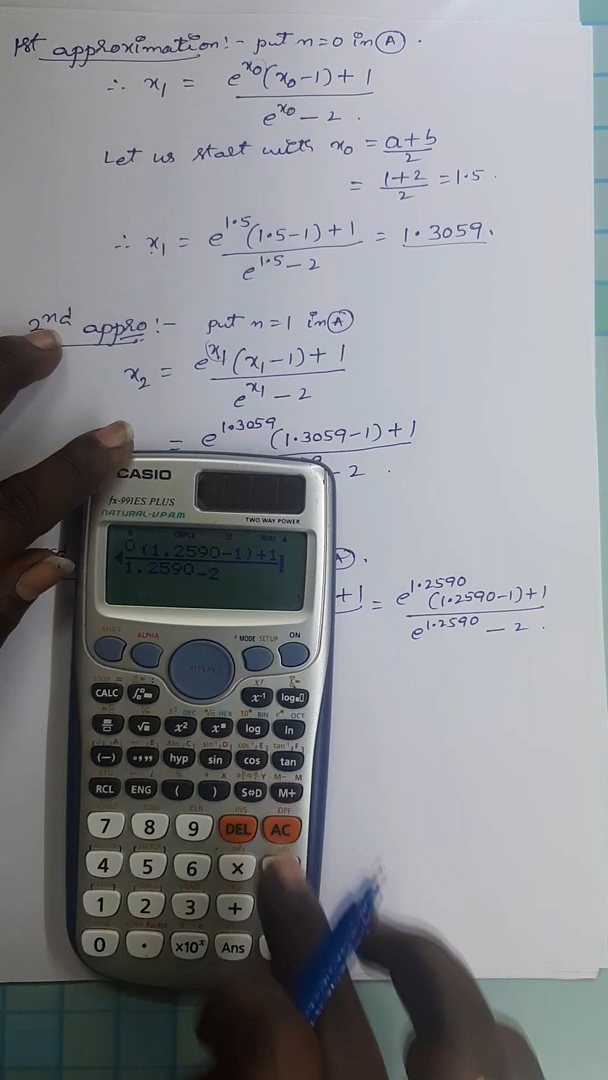 1st approximation:- put n=0 in Ⓐ.
∴ x₁ = e^x₀(x₀-1)+1 / e^x₀ - 2.
Let us start with x₀ = a+b / 2
= 1+2 / 2 = 1.5.
∴ x₁ = e^1.5(1.5-1)+1 / e^1.5 - 2 = 1.3059.
2nd appro:- put n=1 in Ⓐ
x₂ = e^x₁(x₁-1)+1 / e^x₁ - 2
= e^1.3059(1.3059-1)+1
- 2.
Ⓐ.
+1 = e^1.2590(1.2590-1)+1 / e^1.2590 - 2.
CASIO
fx-991ES PLUS
NATURAL-V.P.A.M.
TWO WAY POWER
0(1.2590-1)+1
1.2590-2
SHIFT ALPHA MODE SETUP ON
REPLAY
CALC x⁻¹ log
√ x² log ln
(−) hyp sin cos tan
RCL ENG ( ) S⇔D M+
7 8 9 DEL AC
4 5 6 ×
1 2 3 +
0 • ×10ˣ Ans